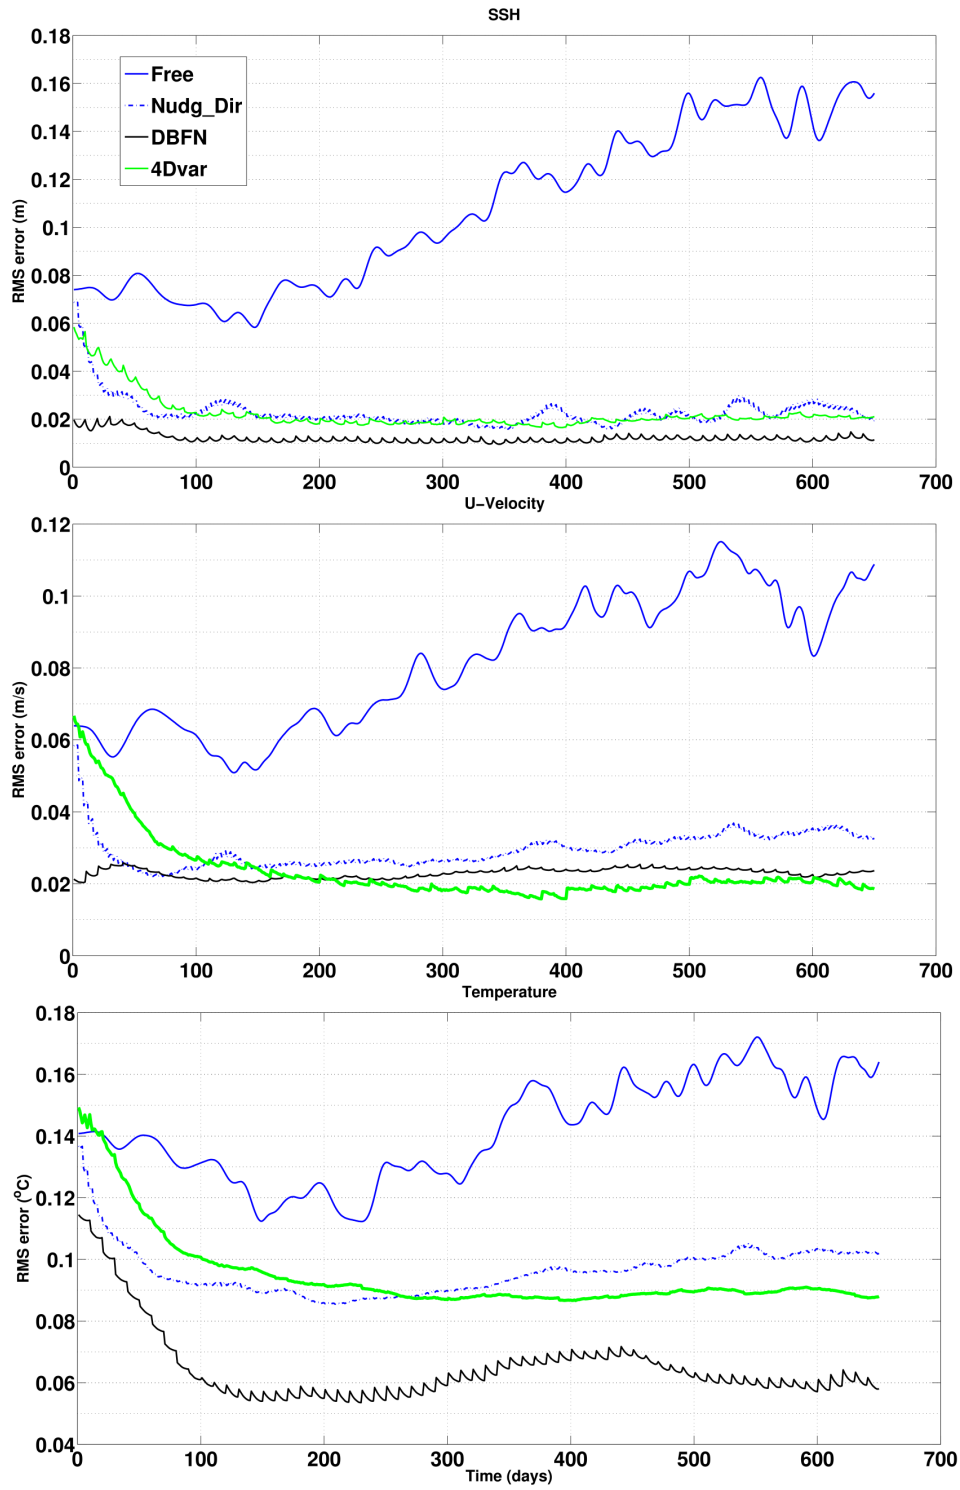 SSH
0.18
0.16
0.14
0.12
0.1
0.08
0.06
0.04
0.02
0
RMS error (m)
Free
Nudg_Dir
DBFN
4Dvar
0 100 200 300 400 500 600 700
U−Velocity
0.12
0.1
0.08
0.06
0.04
0.02
0
RMS error (m/s)
0 100 200 300 400 500 600 700
Temperature
0.18
0.16
0.14
0.12
0.1
0.08
0.06
0.04
RMS error (°C)
0 100 200 300 400 500 600 700
Time (days)